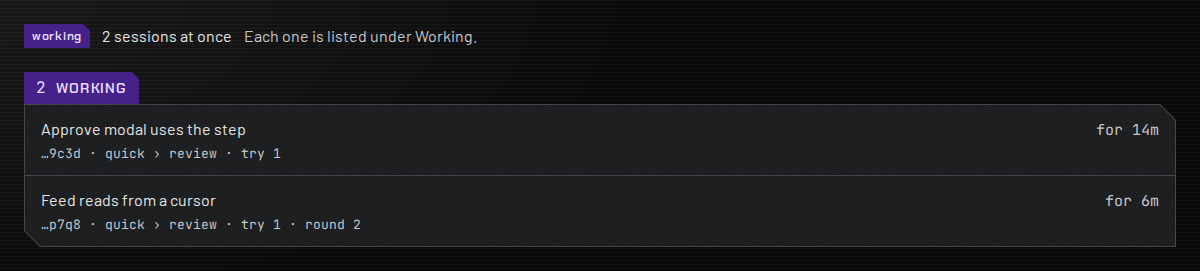 working 2 sessions at once Each one is listed under Working.
2 WORKING
Approve modal uses the step for 14m
…9c3d · quick › review · try 1
Feed reads from a cursor for 6m
…p7q8 · quick › review · try 1 · round 2